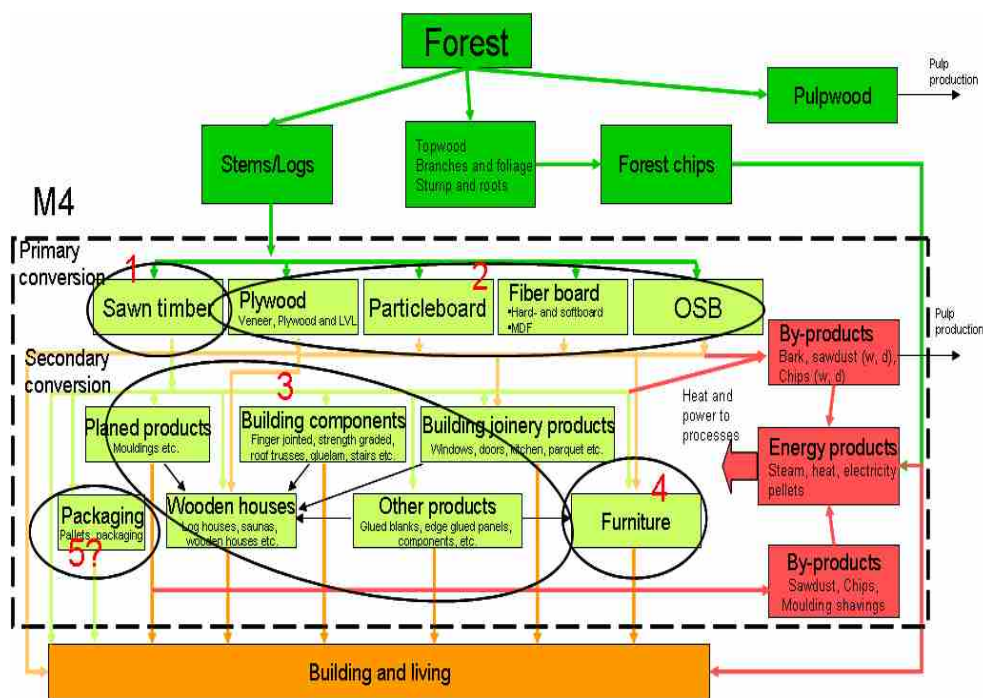 Forest
Pulp
production
Pulpwood
Stems/Logs
Topwood
Branches and foliage
Stump and roots
Forest chips
M4
Primary
conversion
1
2
Sawn timber
Plywood
Veneer, Plywood and LVL
Particleboard
Fiber board
•Hard- and softboard
•MDF
OSB
By-products
Bark, sawdust (w, d),
Chips (w, d)
Pulp
production
Secondary
conversion
3
Planed products
Mouldings etc.
Building components
Finger jointed, strength graded,
roof trusses, gluelam, stairs etc.
Building joinery products
Windows, doors, kitchen, parquet etc.
Heat and
power to
processes
Energy products
Steam, heat, electricity
pellets
4
Packaging
Pallets, packaging
5?
Wooden houses
Log houses, saunas,
wooden houses etc.
Other products
Glued blanks, edge glued panels,
components, etc.
Furniture
By-products
Sawdust, Chips,
Moulding shavings
Building and living